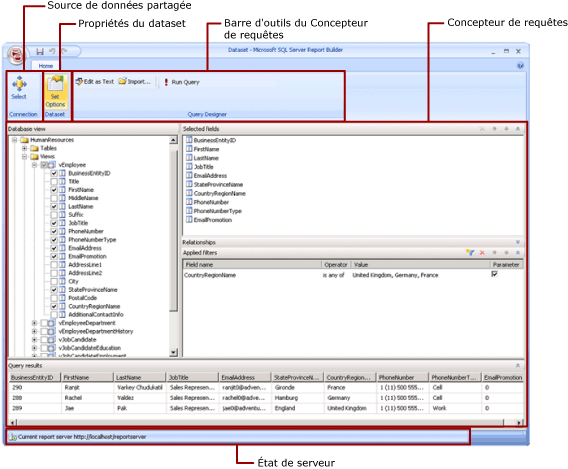 Source de données partagée
Propriétés du dataset
Barre d'outils du Concepteur
de requêtes
Concepteur de requêtes
Dataset - Microsoft SQL Server Report Builder
Home
Select
Set
Options
Edit as Text
Import...
Run Query
Connection
Dataset
Query Designer
Database view
HumanResources
Tables
Views
vEmployee
BusinessEntityID
Title
FirstName
MiddleName
LastName
Suffix
JobTitle
PhoneNumber
PhoneNumberType
EmailAddress
EmailPromotion
AddressLine1
AddressLine2
City
StateProvinceName
PostalCode
CountryRegionName
AdditionalContactInfo
vEmployeeDepartment
vEmployeeDepartmentHistory
vJobCandidate
vJobCandidateEducation
vJobCandidateEmployment
Selected fields
BusinessEntityID
FirstName
LastName
JobTitle
EmailAddress
StateProvinceName
CountryRegionName
PhoneNumber
PhoneNumberType
EmailPromotion
Relationships
Applied filters
Field name Operator Value Parameter
CountryRegionName is any of United Kingdom, Germany, France
Query results
BusinessEntityID FirstName LastName JobTitle EmailAddress StateProvinceN... CountryRegion... PhoneNumber PhoneNumberT... EmailPromotion
290 Ranjit Varkey Chudukatil Sales Represen... ranjit0@adven... Gironde France 1 (11) 500 555... Cell 0
288 Rachel Valdez Sales Represen... rachel0@adve... Hamburg Germany 1 (11) 500 555... Cell 0
289 Jae Pak Sales Represen... jae0@adventu... England United Kingdom 1 (11) 500 555... Work 0
Current report server http://localhost/reportserver
État de serveur